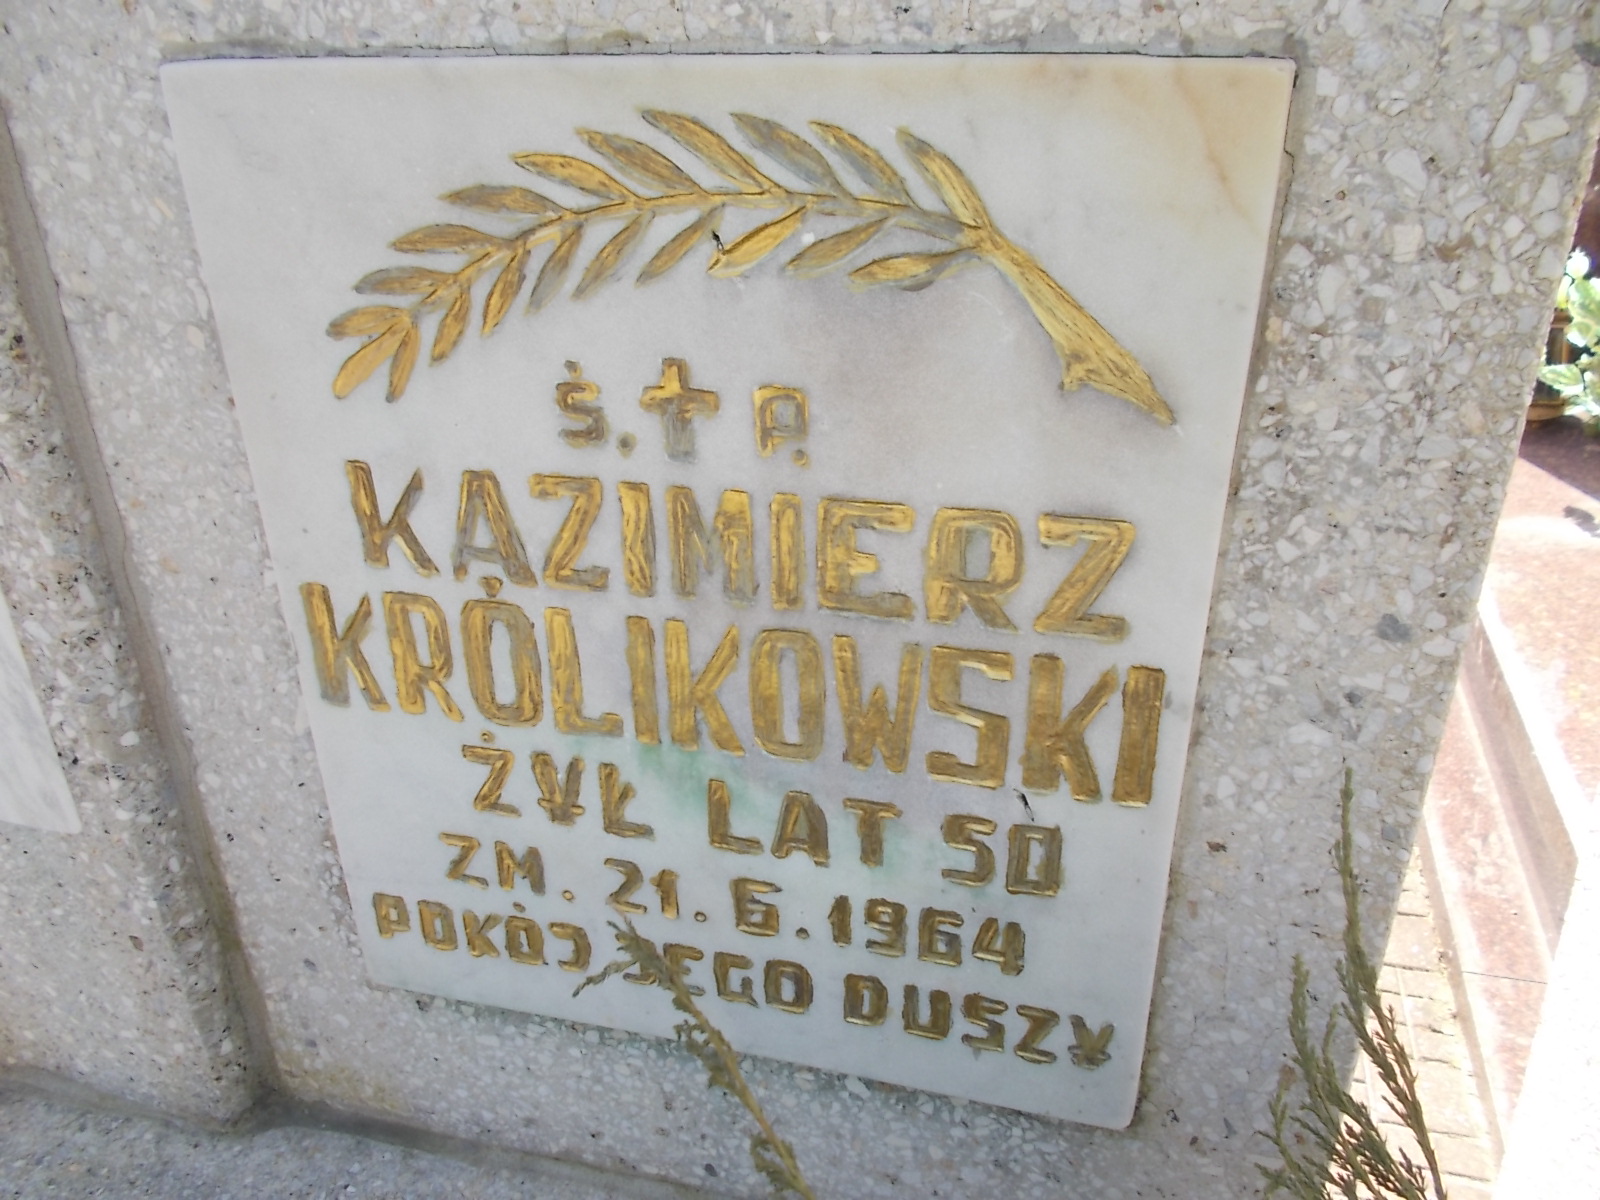 Ś. ✝ P.
KAZIMIERZ
KRÓLIKOWSKI
ŻYŁ LAT 50
ZM. 21.6.1964
POKÓJ JEGO DUSZY